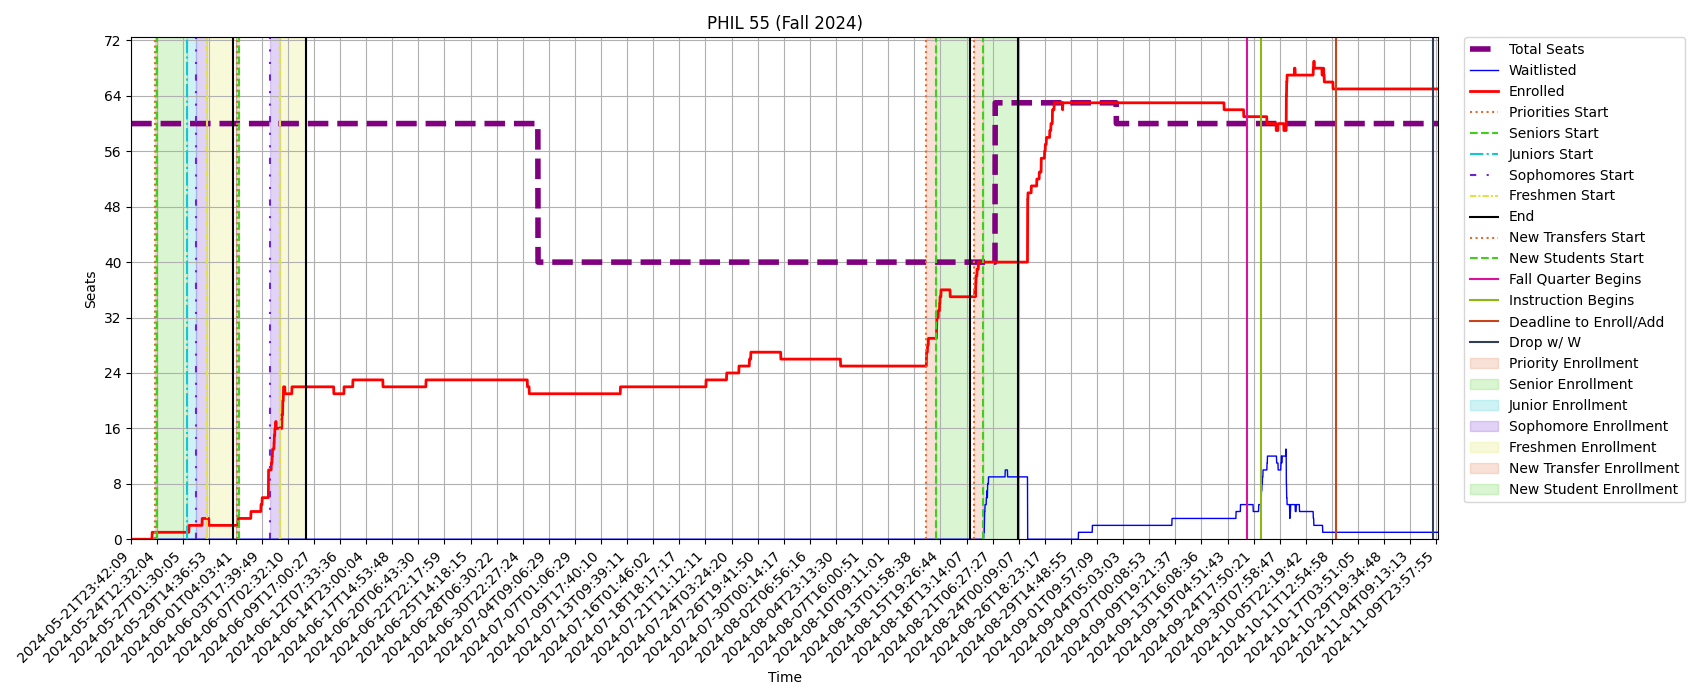 PHIL 55 (Fall 2024)
Seats
72
64
56
48
40
32
24
16
8
0
2024-05-21T23:42:09
2024-05-24T12:32:04
2024-05-27T01:30:05
2024-05-29T14:36:53
2024-06-01T04:03:41
2024-06-03T17:39:49
2024-06-07T02:32:10
2024-06-09T17:00:27
2024-06-12T07:33:36
2024-06-14T23:00:04
2024-06-17T14:53:48
2024-06-20T06:43:30
2024-06-22T22:17:59
2024-06-25T14:18:15
2024-06-28T06:30:22
2024-06-30T22:27:24
2024-07-04T09:06:29
2024-07-07T01:06:29
2024-07-09T17:40:10
2024-07-13T09:39:11
2024-07-16T01:46:02
2024-07-18T18:17:17
2024-07-21T11:12:11
2024-07-24T03:24:20
2024-07-26T19:41:50
2024-07-30T00:14:17
2024-08-02T06:56:16
2024-08-04T23:13:30
2024-08-07T16:00:51
2024-08-10T09:11:01
2024-08-13T01:58:38
2024-08-15T19:26:44
2024-08-18T13:14:07
2024-08-21T06:27:27
2024-08-24T00:09:07
2024-08-26T18:23:17
2024-08-29T14:48:55
2024-09-01T09:57:09
2024-09-04T05:03:03
2024-09-07T00:08:53
2024-09-09T19:21:37
2024-09-13T16:08:36
2024-09-19T04:51:43
2024-09-24T17:50:21
2024-09-30T07:58:47
2024-10-05T22:19:42
2024-10-11T12:54:58
2024-10-17T03:51:05
2024-10-29T19:34:48
2024-11-04T09:13:13
2024-11-09T23:57:55
Time
Total Seats
Waitlisted
Enrolled
Priorities Start
Seniors Start
Juniors Start
Sophomores Start
Freshmen Start
End
New Transfers Start
New Students Start
Fall Quarter Begins
Instruction Begins
Deadline to Enroll/Add
Drop w/ W
Priority Enrollment
Senior Enrollment
Junior Enrollment
Sophomore Enrollment
Freshmen Enrollment
New Transfer Enrollment
New Student Enrollment